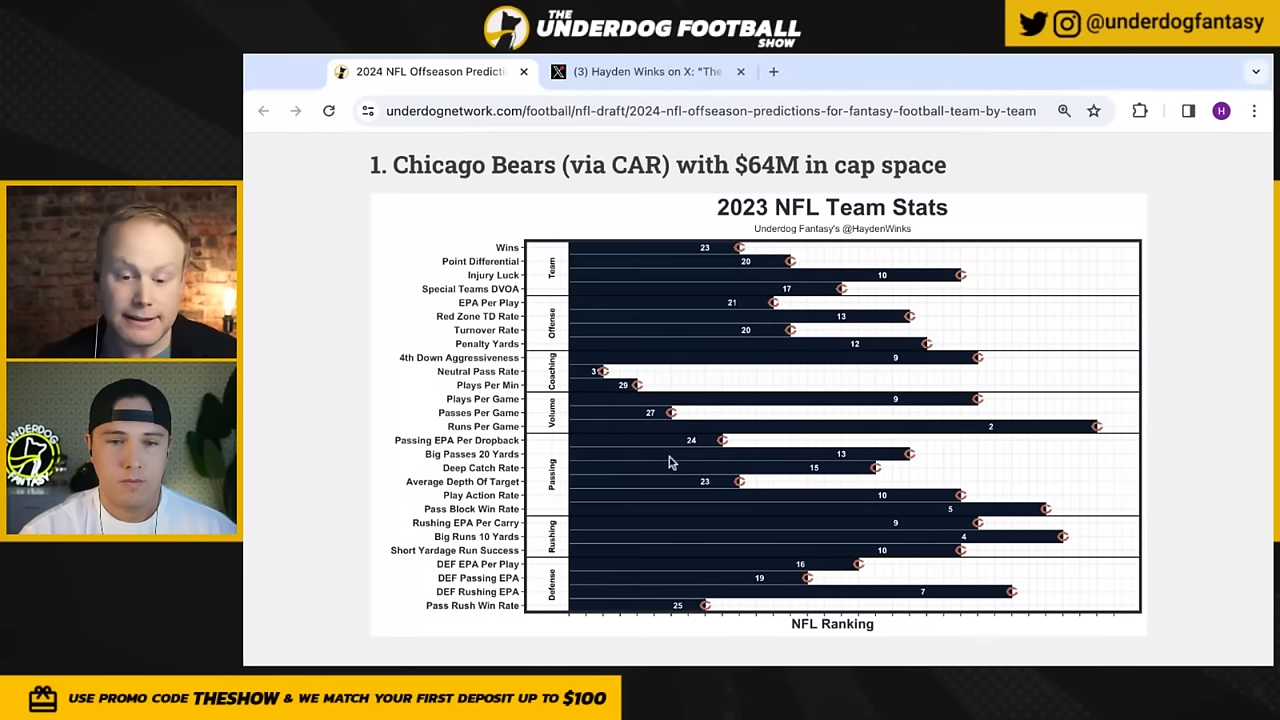 THE
UNDERDOG FOOTBALL
SHOW
@underdogfantasy
2024 NFL Offseason Predicti
(3) Hayden Winks on X: "The
underdognetwork.com/football/nfl-draft/2024-nfl-offseason-predictions-for-fantasy-football-team-by-team
H
1. Chicago Bears (via CAR) with $64M in cap space
2023 NFL Team Stats
Underdog Fantasy's @HaydenWinks
Team
Wins 23
Point Differential 20
Injury Luck 10
Special Teams DVOA 17
Offense
EPA Per Play 21
Red Zone TD Rate 13
Turnover Rate 20
Penalty Yards 12
Coaching
4th Down Aggressiveness 9
Neutral Pass Rate 3
Plays Per Min 29
Volume
Plays Per Game 9
Passes Per Game 27
Runs Per Game 2
Passing
Passing EPA Per Dropback 24
Big Passes 20 Yards 13
Deep Catch Rate 15
Average Depth Of Target 23
Play Action Rate 10
Pass Block Win Rate 5
Rushing
Rushing EPA Per Carry 9
Big Runs 10 Yards 4
Short Yardage Run Success 10
Defense
DEF EPA Per Play 16
DEF Passing EPA 19
DEF Rushing EPA 7
Pass Rush Win Rate 25
NFL Ranking
UNDERDOG
FANTASY
USE PROMO CODE THESHOW & WE MATCH YOUR FIRST DEPOSIT UP TO $100